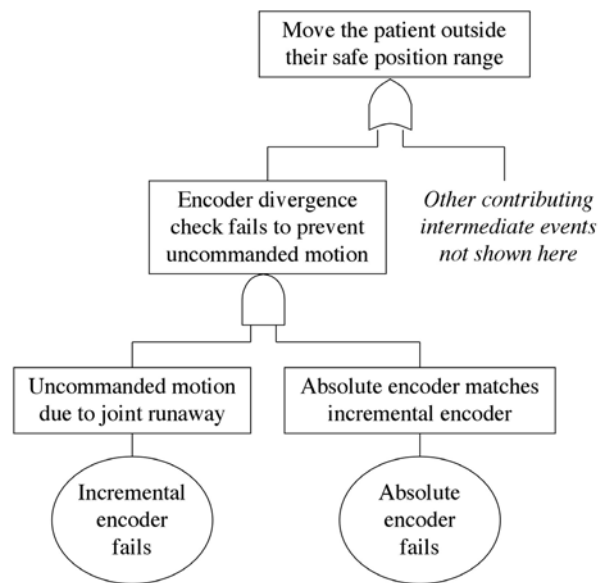 Move the patient outside
their safe position range
Encoder divergence
check fails to prevent
uncommanded motion
Other contributing
intermediate events
not shown here
Uncommanded motion
due to joint runaway
Absolute encoder matches
incremental encoder
Incremental
encoder
fails
Absolute
encoder
fails